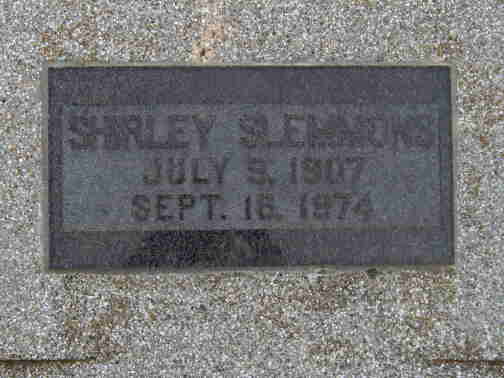 SHIRLEY SLEMMONS
JULY 9, 1907
SEPT. 16, 1974